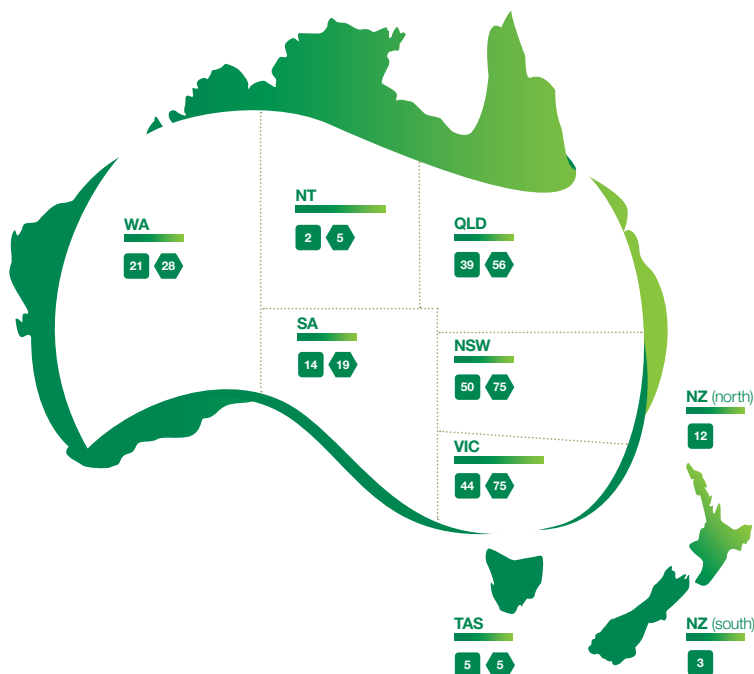 NT
2 5
WA
21 28
QLD
39 56
SA
14 19
NSW
50 75
NZ (north)
12
VIC
44 75
TAS
5 5
NZ (south)
3